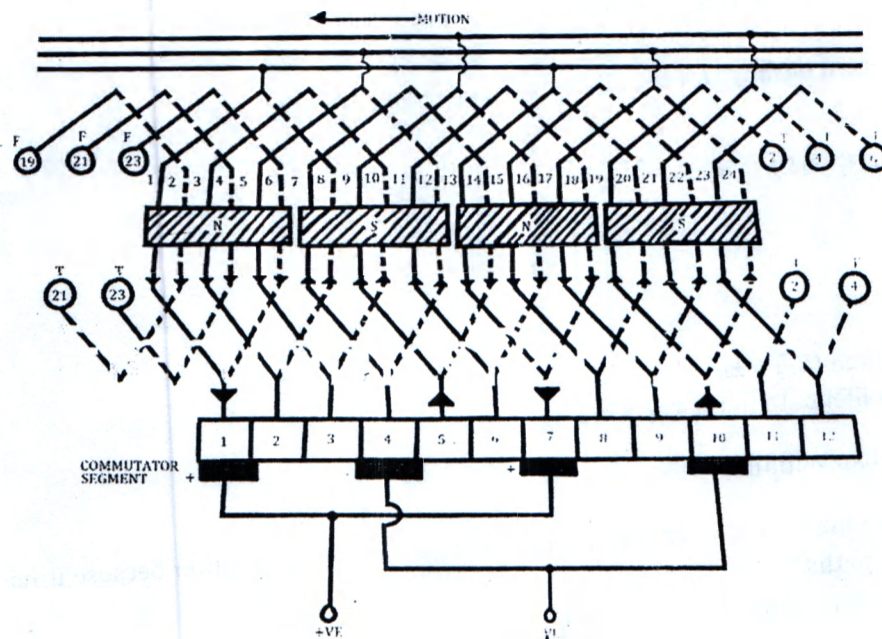 MOTION
F F F T
19 21 23 2 4 6
1 2 3 4 5 6 7 8 9 10 11 12 13 14 15 16 17 18 19 20 21 22 23 24
N S N S
T T
21 23 2 4
1 2 3 4 5 6 7 8 9 10 11 12
COMMUTATOR
SEGMENT + +
+VE